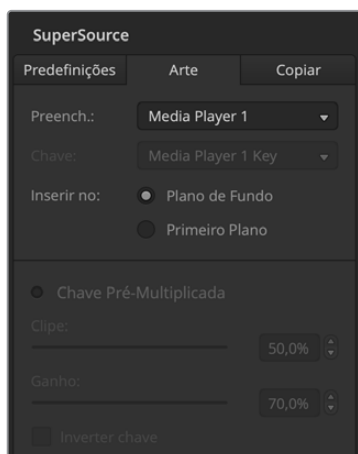 SuperSource
Predefinições Arte Copiar
Preench.: Media Player 1
Chave: Media Player 1 Key
Inserir no: Plano de Fundo
Primeiro Plano
Chave Pré-Multiplicada
Clipe:
50,0%
Ganho:
70,0%
Inverter chave